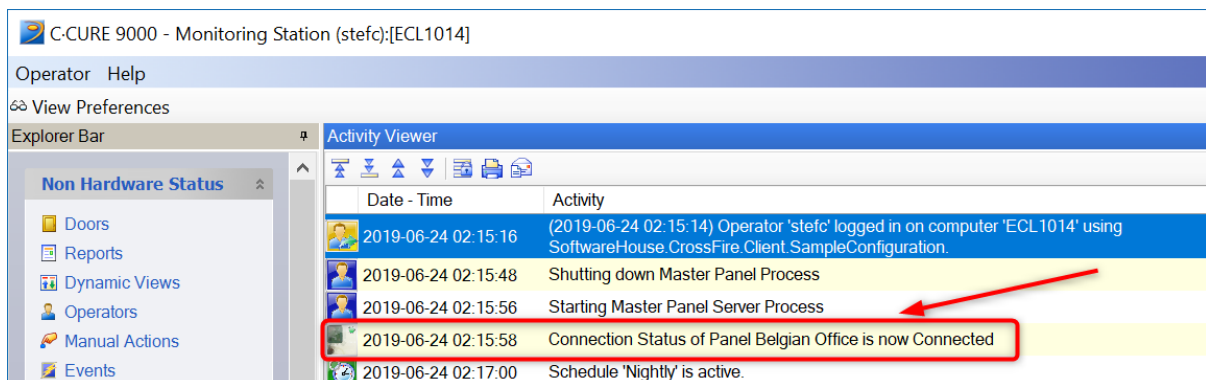 C·CURE 9000 - Monitoring Station (stefc):[ECL1014]
Operator Help
View Preferences
Explorer Bar
Activity Viewer
Non Hardware Status
Doors
Reports
Dynamic Views
Operators
Manual Actions
Events
Date - Time Activity
2019-06-24 02:15:16 (2019-06-24 02:15:14) Operator 'stefc' logged in on computer 'ECL1014' using
SoftwareHouse.CrossFire.Client.SampleConfiguration.
2019-06-24 02:15:48 Shutting down Master Panel Process
2019-06-24 02:15:56 Starting Master Panel Server Process
2019-06-24 02:15:58 Connection Status of Panel Belgian Office is now Connected
2019-06-24 02:17:00 Schedule 'Nightly' is active.